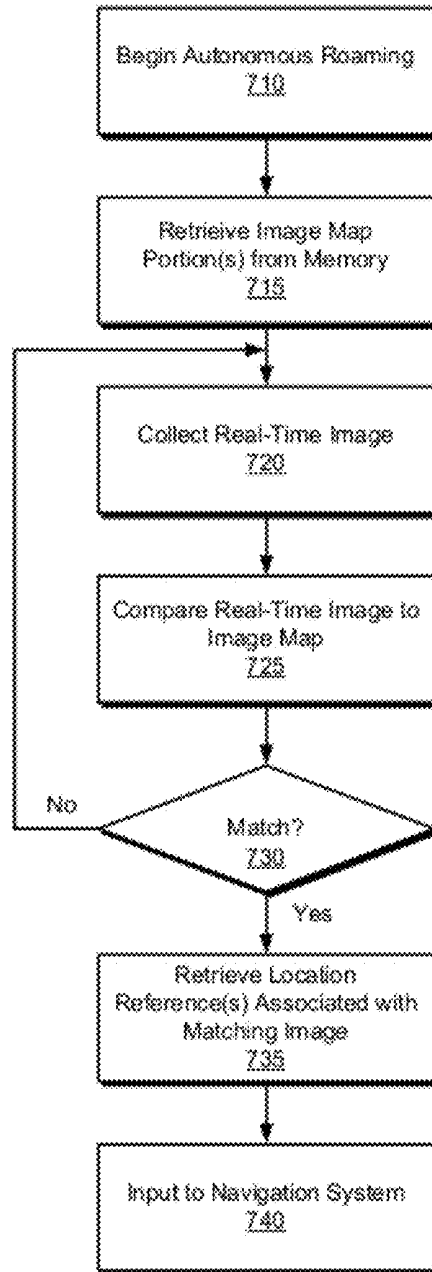 Begin Autonomous Roaming
710
Retrieive Image Map
Portion(s) from Memory
715
Collect Real-Time Image
720
Compare Real-Time Image to
Image Map
725
No
Match?
730
Yes
Retrieve Location
Reference(s) Associated with
Matching Image
735
Input to Navigation System
740